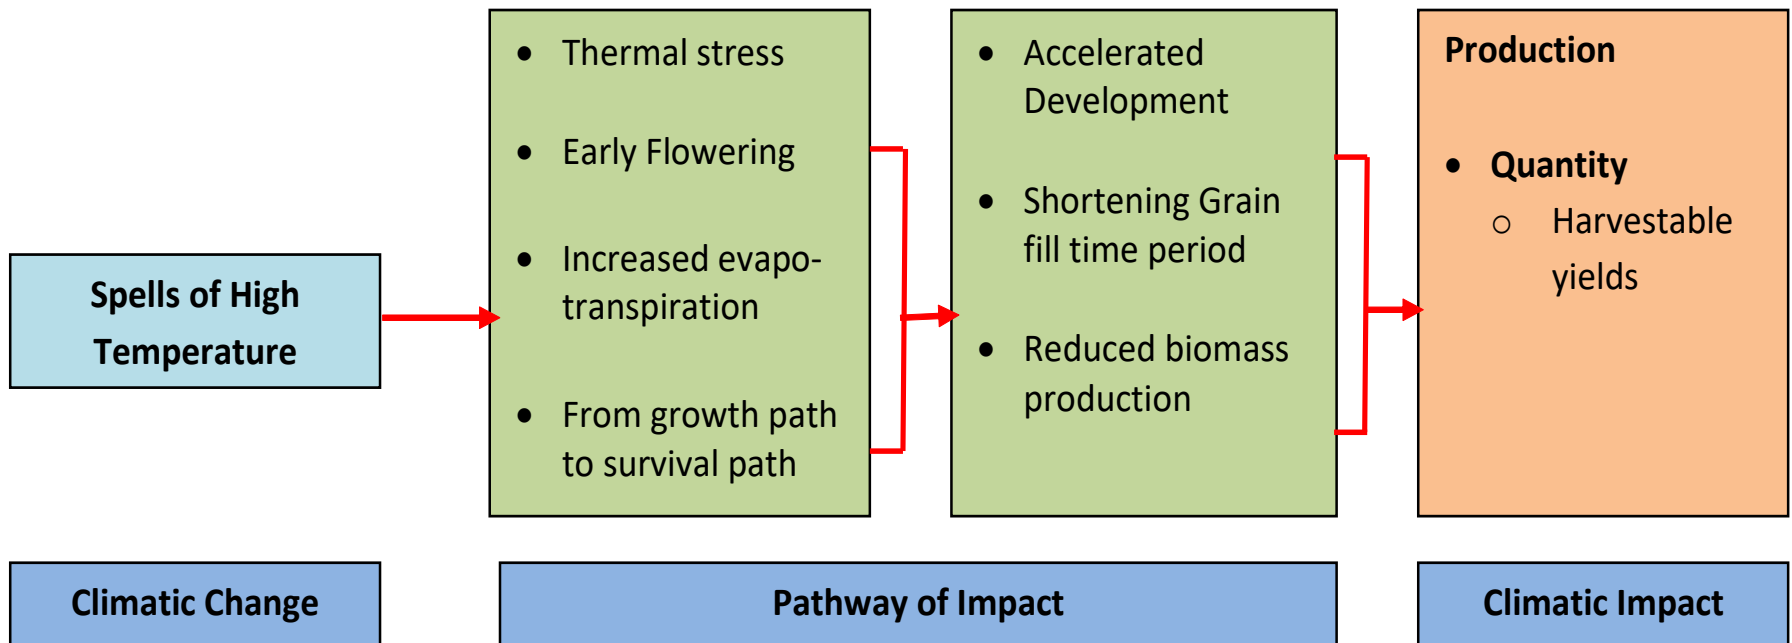 Spells of High
Temperature
• Thermal stress
• Early Flowering
• Increased evapo-
transpiration
• From growth path
to survival path
• Accelerated
Development
• Shortening Grain
fill time period
• Reduced biomass
production
Production
• Quantity
o Harvestable
yields
Climatic Change
Pathway of Impact
Climatic Impact